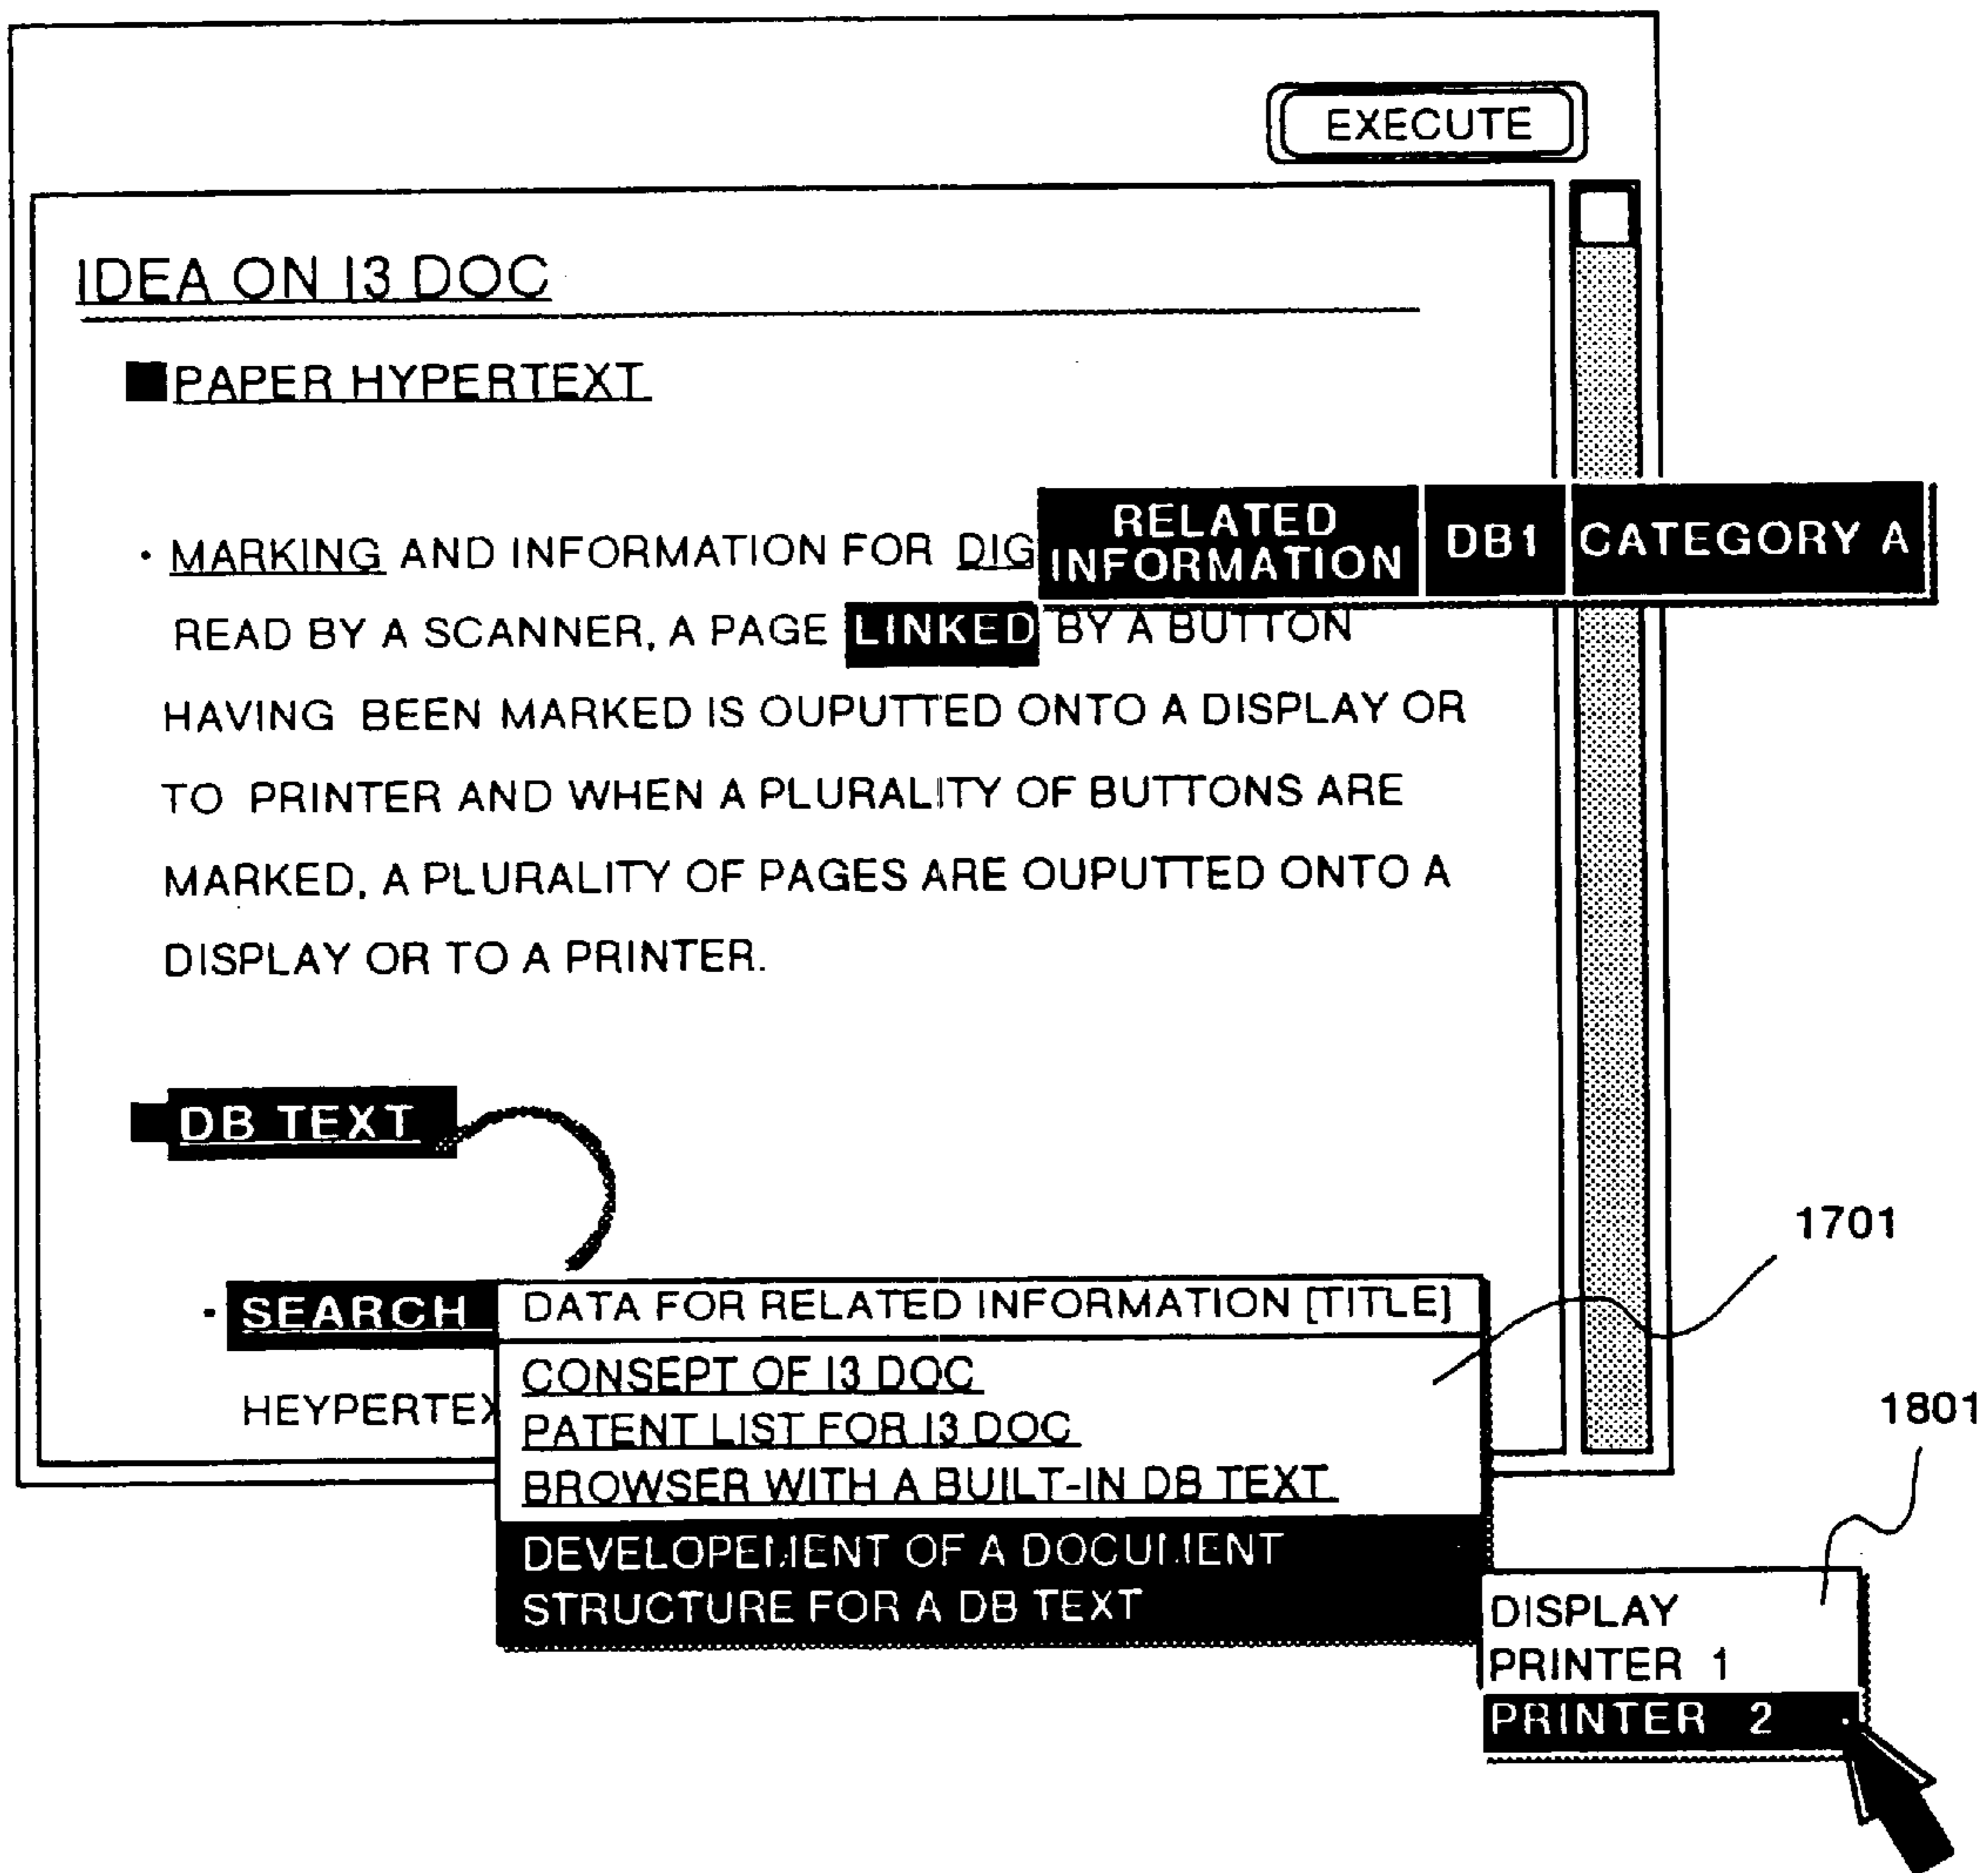 EXECUTE
IDEA ON I3 DOC
PAPER HYPERTEXT
RELATED
INFORMATION
DB1
CATEGORY A
· MARKING AND INFORMATION FOR DIG
READ BY A SCANNER, A PAGE LINKED BY A BUTTON
HAVING BEEN MARKED IS OUPUTTED ONTO A DISPLAY OR
TO PRINTER AND WHEN A PLURALITY OF BUTTONS ARE
MARKED, A PLURALITY OF PAGES ARE OUPUTTED ONTO A
DISPLAY OR TO A PRINTER.
DB TEXT
1701
· SEARCH
DATA FOR RELATED INFORMATION [TITLE]
CONSEPT OF I3 DOC
HEYPERTEX
PATENT LIST FOR I3 DOC
1801
BROWSER WITH A BUILT-IN DB TEXT
DEVELOPEMENT OF A DOCUMENT
STRUCTURE FOR A DB TEXT
DISPLAY
PRINTER 1
PRINTER 2